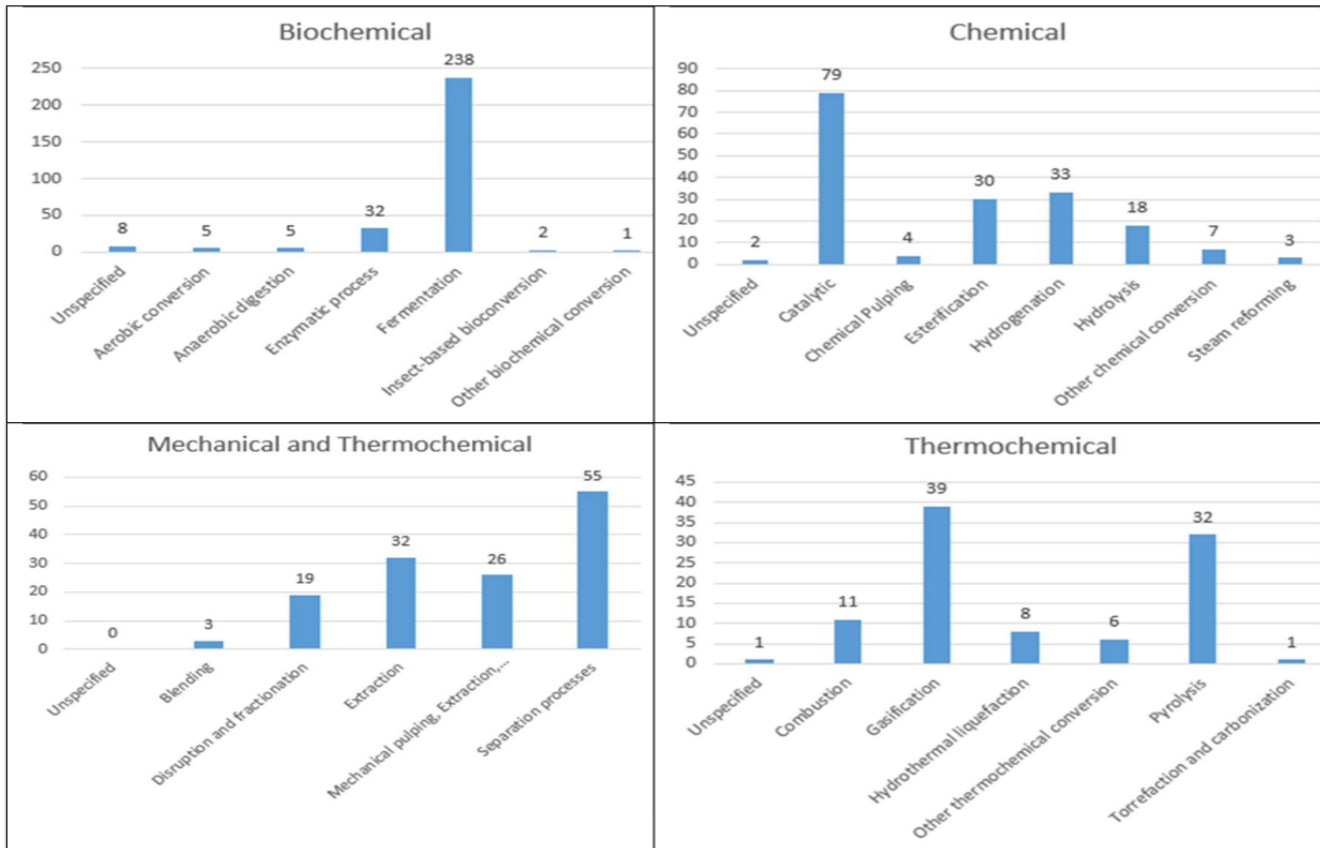 Biochemical
250
200
150
100
50
0
8
5
5
32
238
2
1
Unspecified
Aerobic conversion
Anaerobic digestion
Enzymatic process
Fermentation
Insect-based bioconversion
Other biochemical conversion
Chemical
90
80
70
60
50
40
30
20
10
0
2
79
4
30
33
18
7
3
Unspecified
Catalytic
Chemical Pulping
Esterification
Hydrogenation
Hydrolysis
Other chemical conversion
Steam reforming
Mechanical and Thermochemical
60
50
40
30
20
10
0
0
3
19
32
26
55
Unspecified
Blending
Disruption and fractionation
Extraction
Mechanical pulping, Extraction,...
Separation processes
Thermochemical
45
40
35
30
25
20
15
10
5
0
1
11
39
8
6
32
1
Unspecified
Combustion
Gasification
Hydrothermal liquefaction
Other thermochemical conversion
Pyrolysis
Torrefaction and carbonization